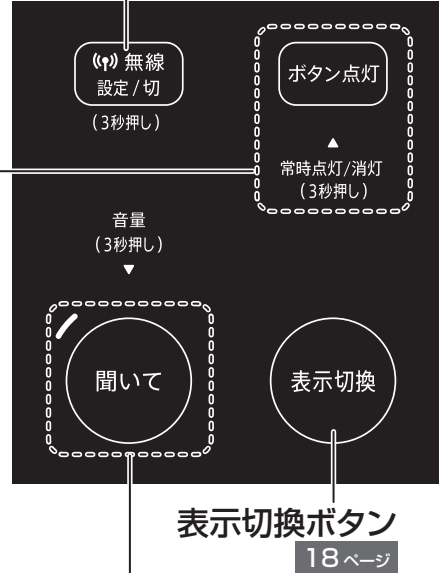 無線
設定/切
(3秒押し)
ボタン点灯
▲
常時点灯/消灯
(3秒押し)
音量
(3秒押し)
▼
聞いて
表示切換
表示切換ボタン
18ページ